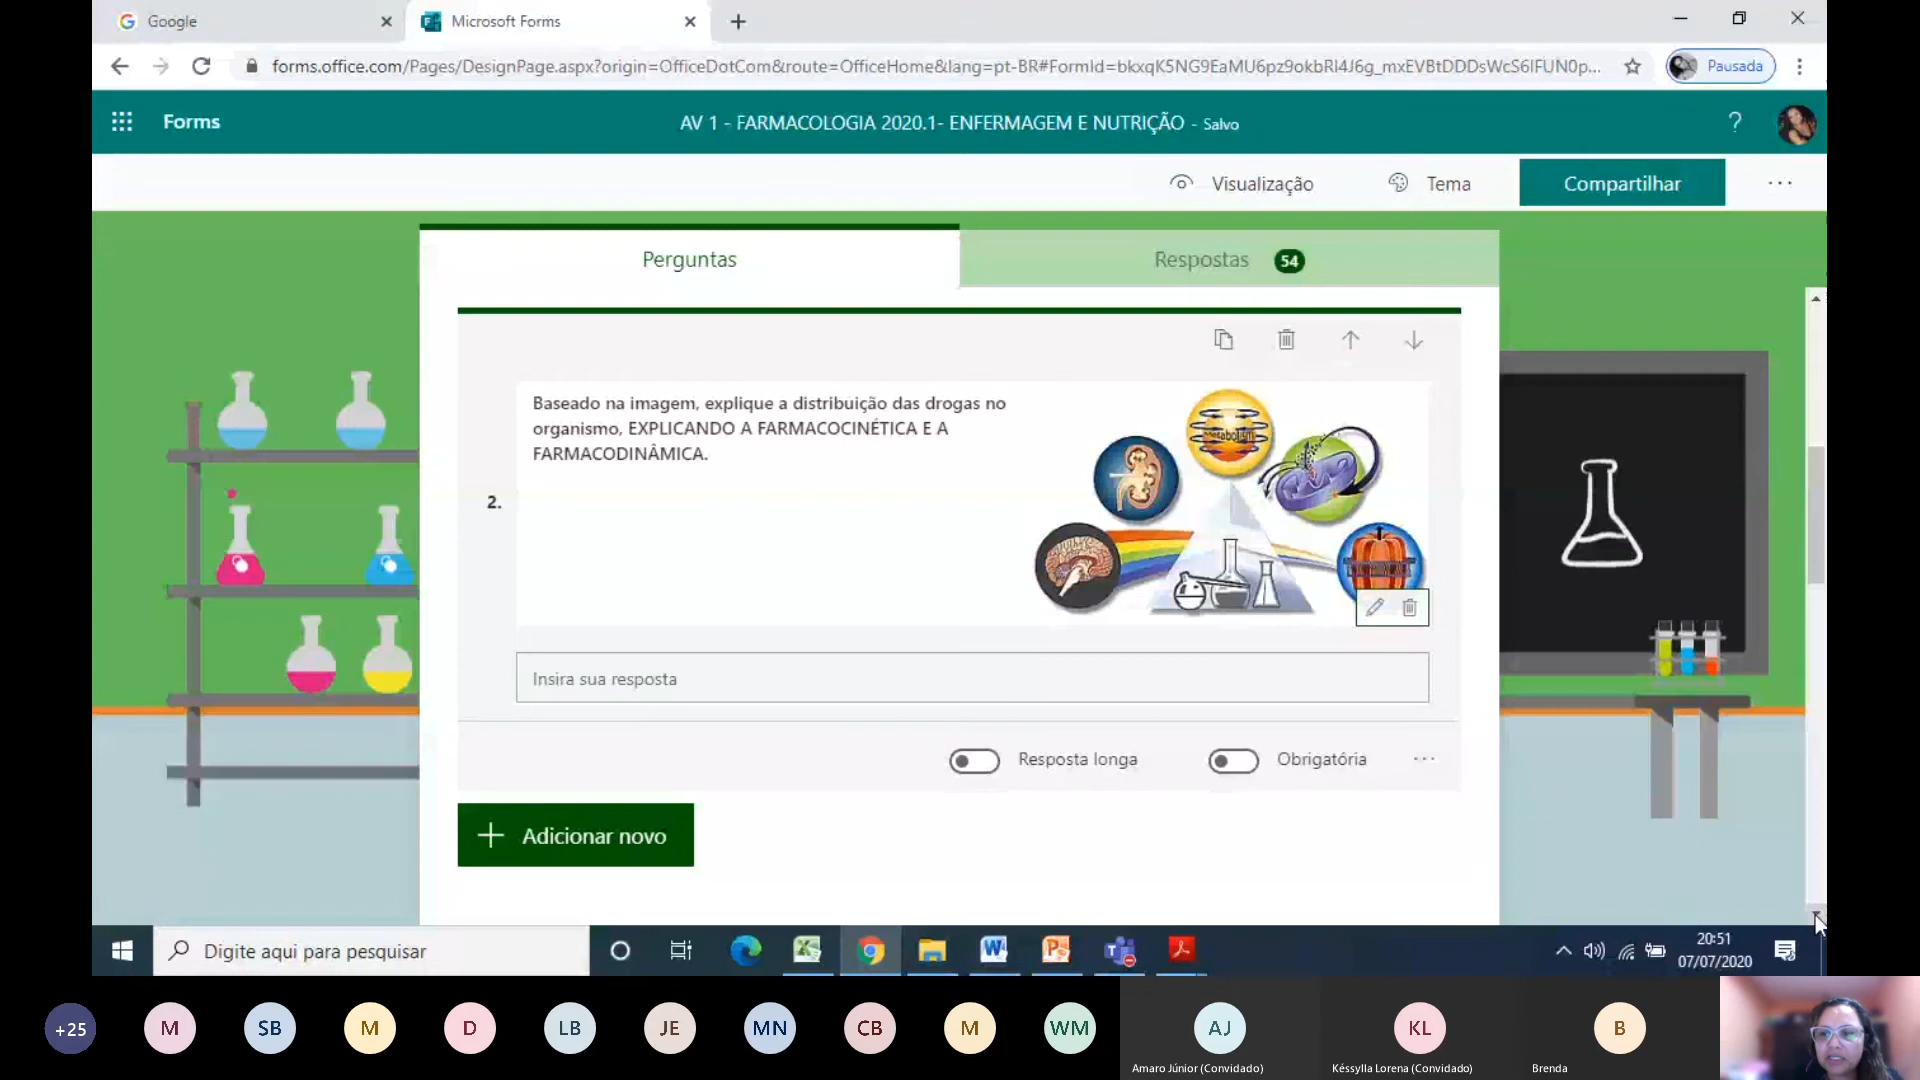 Google
Microsoft Forms
forms.office.com/Pages/DesignPage.aspx?origin=OfficeDotCom&route=OfficeHome&lang=pt-BR#FormId=bkxqK5NG9EaMU6pz9okbRl4J6g_mxEVBtDDDsWcS6IFUN0p...
Pausada
Forms
AV 1 - FARMACOLOGIA 2020.1- ENFERMAGEM E NUTRIÇÃO - Salvo
?
Visualização
Tema
Compartilhar
Perguntas
Respostas 54
Baseado na imagem, explique a distribuição das drogas no
organismo, EXPLICANDO A FARMACOCINÉTICA E A
FARMACODINÂMICA.
2.
Insira sua resposta
Resposta longa
Obrigatória
Adicionar novo
Digite aqui para pesquisar
20:51
07/07/2020
+25
M
SB
M
D
LB
JE
MN
CB
M
WM
AJ
KL
B
Amaro Júnior (Convidado)
Késsylla Lorena (Convidado)
Brenda